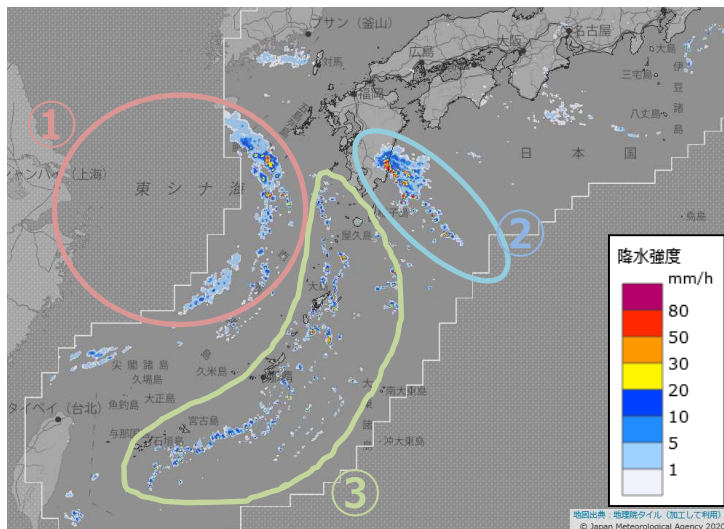 プサン（釜山）
対馬
福岡
広島
大阪
名古屋
大島
三宅島
伊豆諸島
八丈島
鳥島
日本国
①
シャンハイ（上海）
東シナ海
②
屋久島
大島
久米島
尖閣諸島
久場島
大正島
魚釣島
タイペイ（台北）
与那国
石垣島
宮古島
南大東島
沖大東島
③
降水強度
mm/h
80
50
30
20
10
5
1
地図出典：地理院タイル（加工して利用）
© Japan Meteorological Agency 202